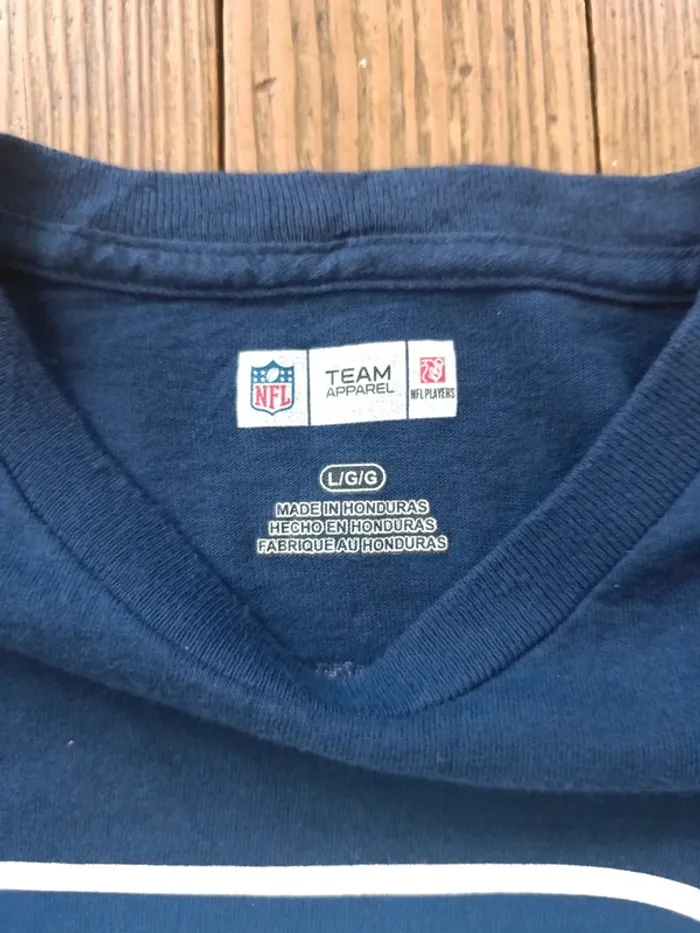 NFL
TEAM
APPAREL
NFL PLAYERS
L/G/G
MADE IN HONDURAS
HECHO EN HONDURAS
FABRIQUE AU HONDURAS